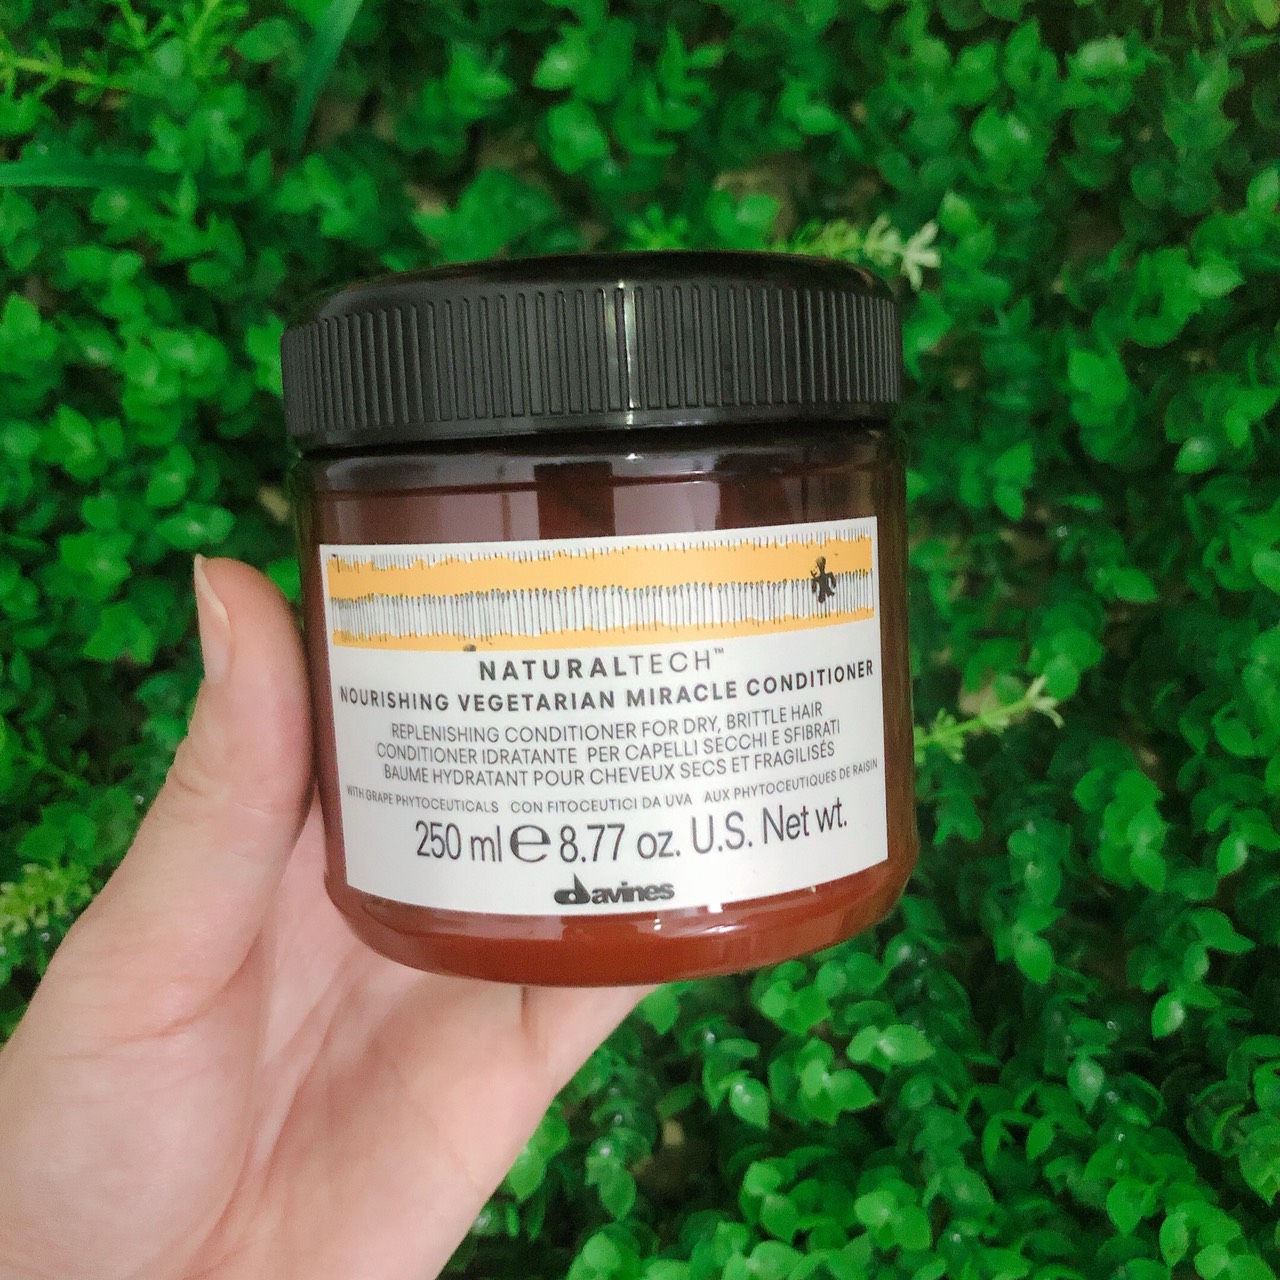 NATURALTECH™
NOURISHING VEGETARIAN MIRACLE CONDITIONER
REPLENISHING CONDITIONER FOR DRY, BRITTLE HAIR
CONDITIONER IDRATANTE PER CAPELLI SECCHI E SFIBRATI
BAUME HYDRATANT POUR CHEVEUX SECS ET FRAGILISÉS
WITH GRAPE PHYTOCEUTICALS CON FITOCEUTICI DA UVA AUX PHYTOCEUTIQUES DE RAISIN
250 ml ℮ 8.77 oz. U.S. Net wt.
davines